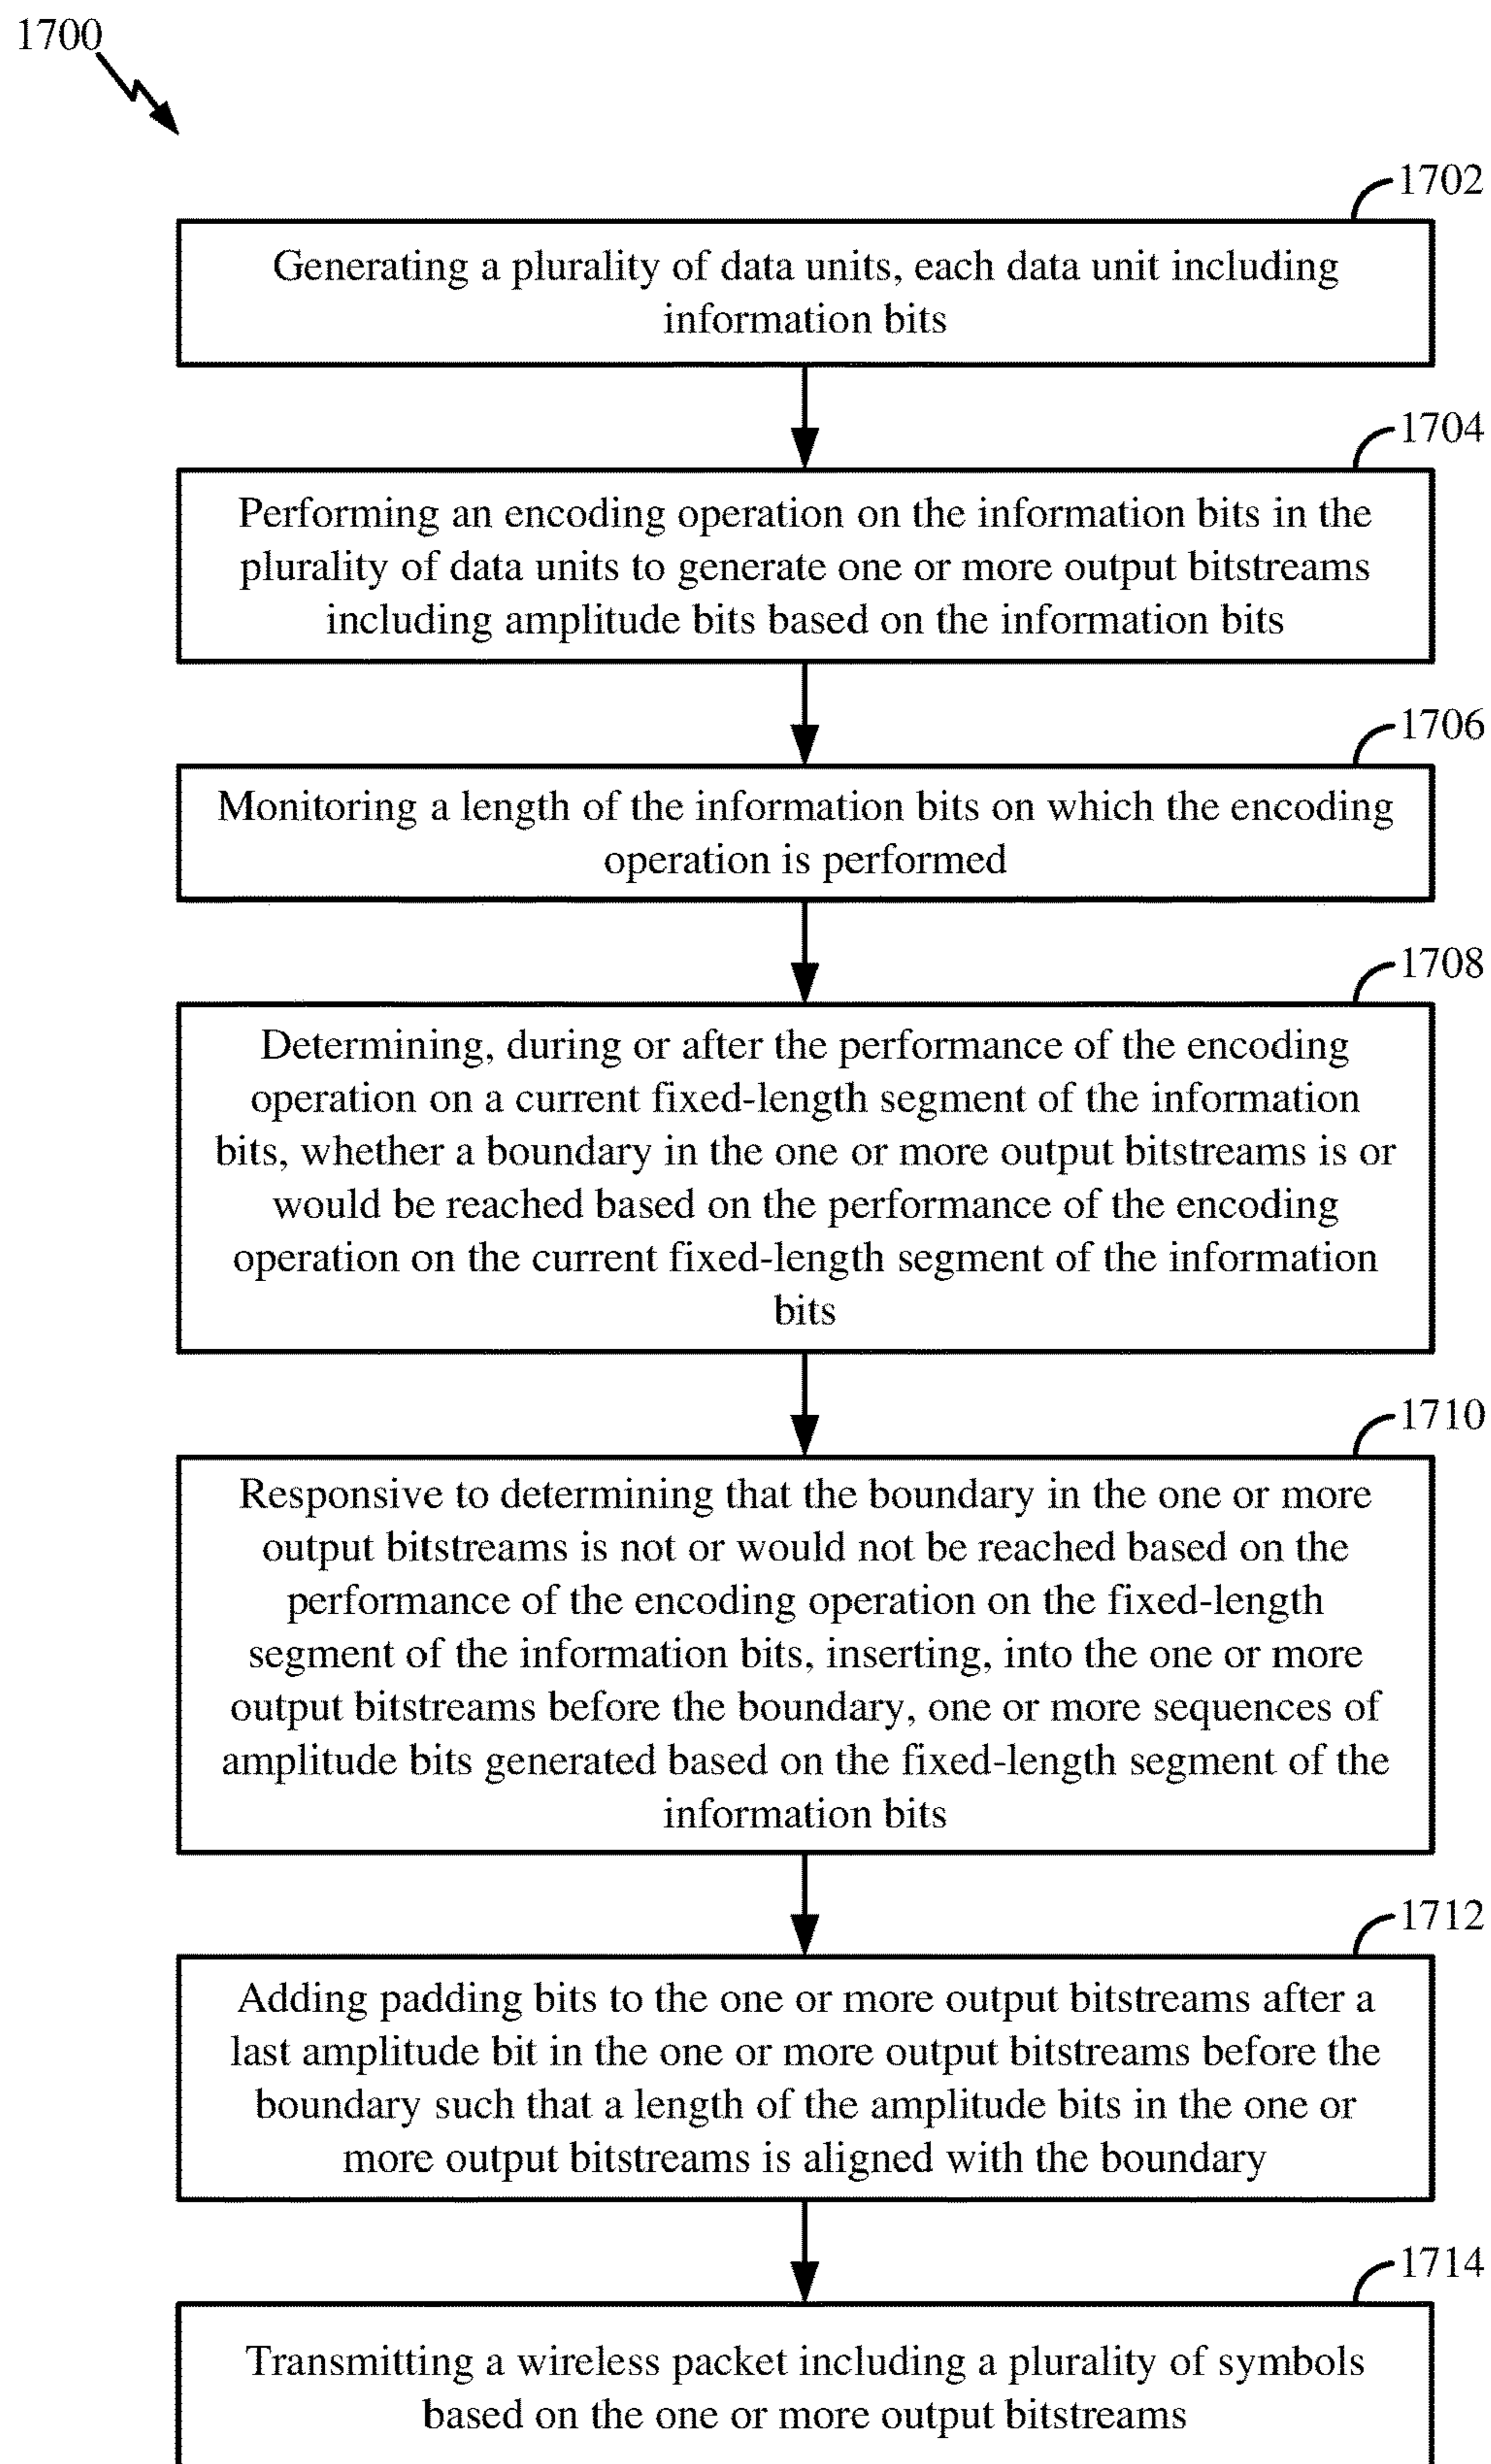 1700
1702
Generating a plurality of data units, each data unit including
information bits
1704
Performing an encoding operation on the information bits in the
plurality of data units to generate one or more output bitstreams
including amplitude bits based on the information bits
1706
Monitoring a length of the information bits on which the encoding
operation is performed
1708
Determining, during or after the performance of the encoding
operation on a current fixed-length segment of the information
bits, whether a boundary in the one or more output bitstreams is or
would be reached based on the performance of the encoding
operation on the current fixed-length segment of the information
bits
1710
Responsive to determining that the boundary in the one or more
output bitstreams is not or would not be reached based on the
performance of the encoding operation on the fixed-length
segment of the information bits, inserting, into the one or more
output bitstreams before the boundary, one or more sequences of
amplitude bits generated based on the fixed-length segment of the
information bits
1712
Adding padding bits to the one or more output bitstreams after a
last amplitude bit in the one or more output bitstreams before the
boundary such that a length of the amplitude bits in the one or
more output bitstreams is aligned with the boundary
1714
Transmitting a wireless packet including a plurality of symbols
based on the one or more output bitstreams